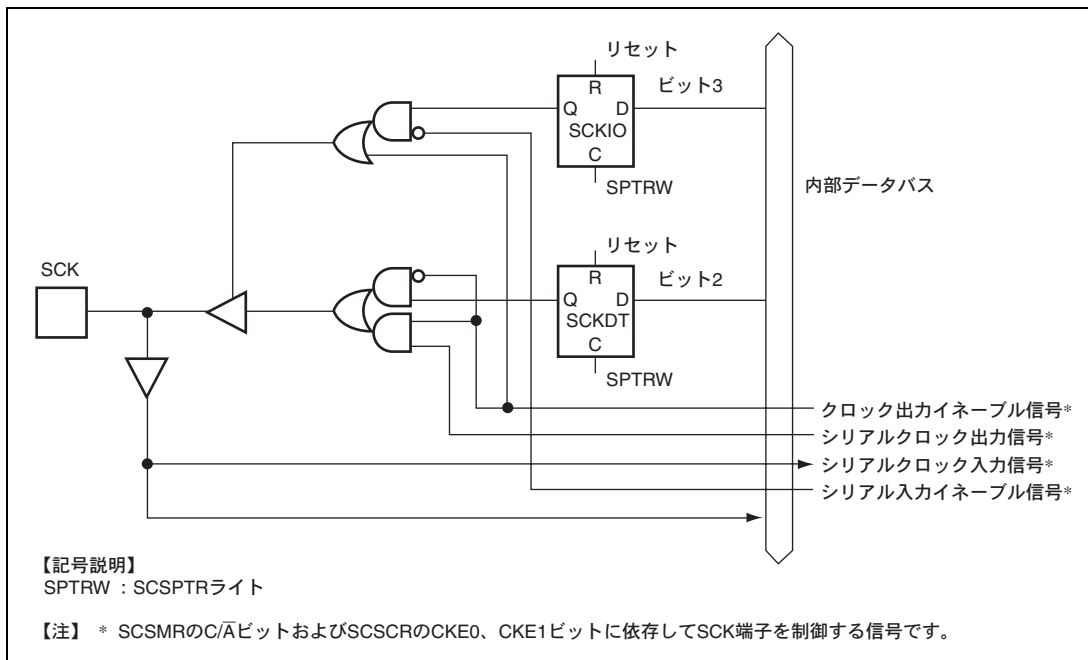 リセット
R
ビット3
Q D
SCKIO
C
SPTRW
内部データバス
リセット
SCK
R
ビット2
Q D
SCKDT
C
SPTRW
クロック出力イネーブル信号*
シリアルクロック出力信号*
シリアルクロック入力信号*
シリアル入力イネーブル信号*
【記号説明】
SPTRW : SCSPTRライト
【注】 * SCSMRのC/A̅ビットおよびSCSCRのCKE0、CKE1ビットに依存してSCK端子を制御する信号です。